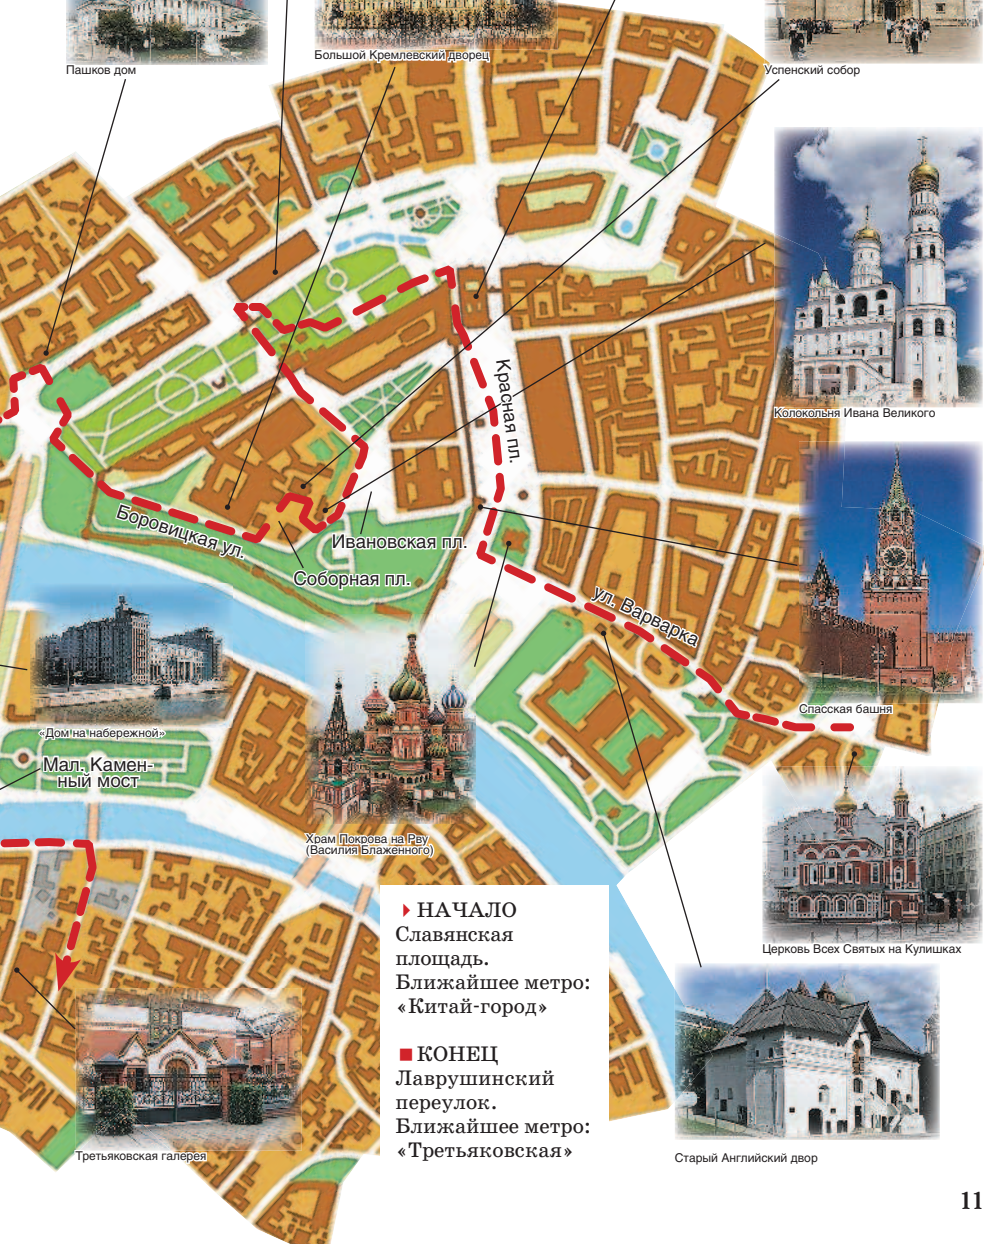 Пашков дом
Большой Кремлевский дворец
Успенский собор
Колокольня Ивана Великого
Красная пл.
Боровицкая ул.
Ивановская пл.
Соборная пл.
ул. Варварка
Спасская башня
«Дом на набережной»
Мал. Камен-
ный мост
Храм Покрова на Рву
(Василия Блаженного)
НАЧАЛО
Славянская
площадь.
Ближайшее метро:
«Китай-город»
КОНЕЦ
Лаврушинский
переулок.
Ближайшее метро:
«Третьяковская»
Церковь Всех Святых на Кулишках
Третьяковская галерея
Старый Английский двор
11